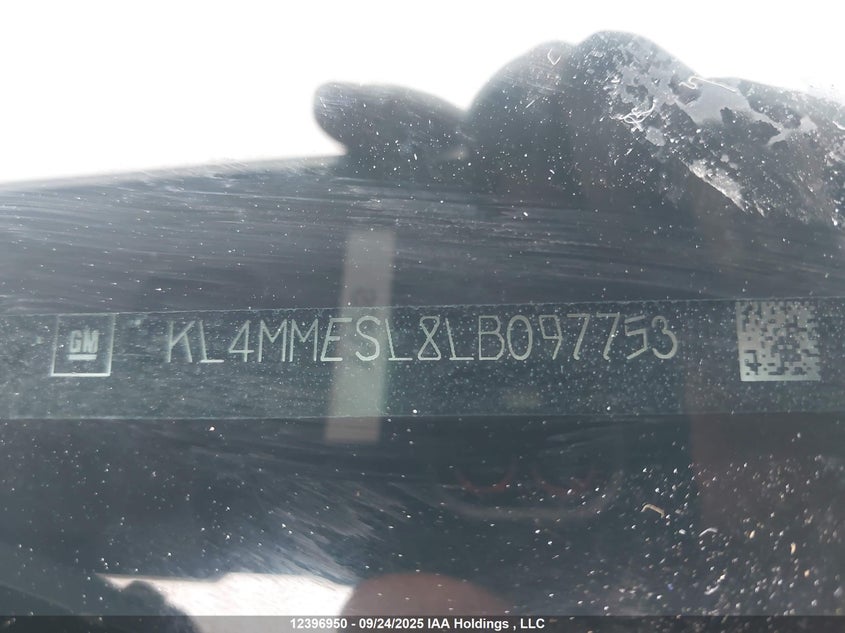 GM KL4MMESL8LB097753
12396950 - 09/24/2025 IAA Holdings , LLC